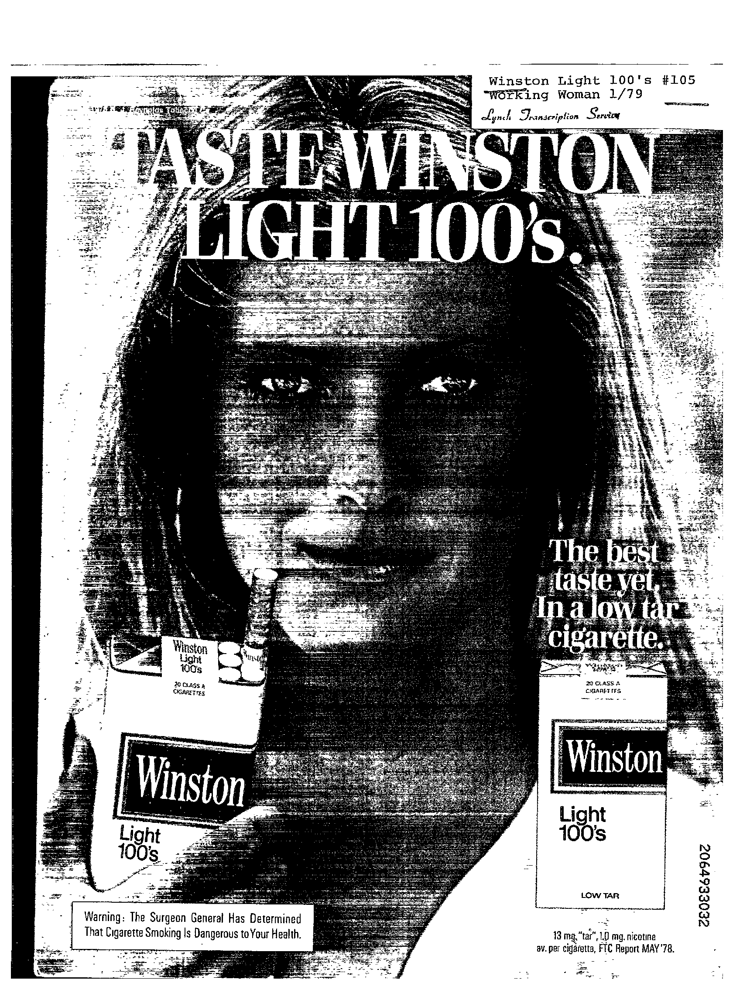 Winston Light 100's #105
Working Woman 1/79
Lynch Transcription Service
TASTE WINSTON
LIGHT 100's.
The best
taste yet.
In a low tar
cigarette.
Winston
Light
100's
20 CLASS A
CIGARETTES
Winston
Light
100's
20 CLASS A
CIGARETTES
Winston
Light
100's
LOW TAR
Warning: The Surgeon General Has Determined
That Cigarette Smoking Is Dangerous to Your Health.
13 mg. "tar", 1.0 mg. nicotine
av. per cigarette, FTC Report MAY '78.
2064933032